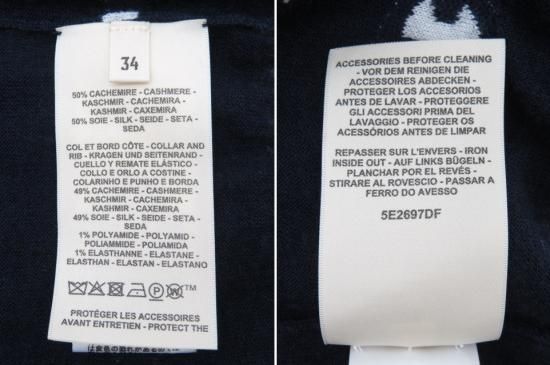 34
50% CACHEMIRE - CASHMERE -
KASCHMIR - CACHEMIRA -
KASHMIR - CAXEMIRA
50% SOIE - SILK - SEIDE - SETA -
SEDA
COL ET BORD CÔTE - COLLAR AND
RIB - KRAGEN UND SEITENRAND -
CUELLO Y REMATE ELÁSTICO -
COLLO E ORLO A COSTINE -
COLARINHO E PUNHO E BORDA
49% CACHEMIRE - CASHMERE -
KASCHMIR - CACHEMIRA -
KASHMIR - CAXEMIRA
49% SOIE - SILK - SEIDE - SETA -
SEDA
1% POLYAMIDE - POLYAMID -
POLIAMMIDE - POLIAMIDA
1% ELASTHANNE - ELASTANE -
ELASTHAN - ELASTAN - ELASTANO
P W TM
PROTÉGER LES ACCESSOIRES
AVANT ENTRETIEN - PROTECT THE
ACCESSORIES BEFORE CLEANING
- VOR DEM REINIGEN DIE
ACCESSOIRES ABDECKEN -
PROTEGER LOS ACCESORIOS
ANTES DE LAVAR - PROTEGGERE
GLI ACCESSORI PRIMA DEL
LAVAGGIO - PROTEGER OS
ACESSÓRIOS ANTES DE LIMPAR
REPASSER SUR L'ENVERS - IRON
INSIDE OUT - AUF LINKS BÜGELN -
PLANCHAR POR EL REVÉS -
STIRARE AL ROVESCIO - PASSAR A
FERRO DO AVESSO
5E2697DF